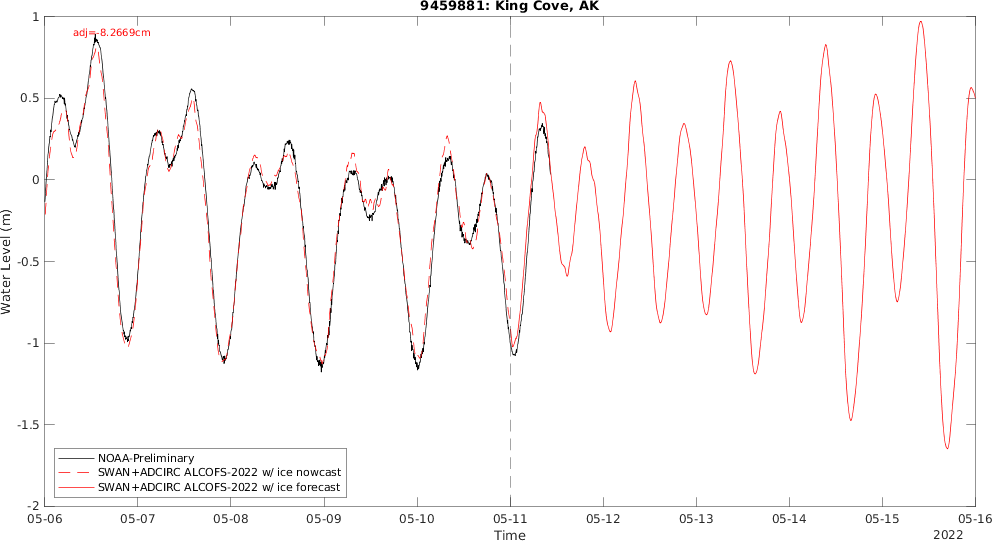 9459881: King Cove, AK
adj=-8.2669cm
1
0.5
0
-0.5
-1
-1.5
-2
Water Level (m)
NOAA-Preliminary
SWAN+ADCIRC ALCOFS-2022 w/ ice nowcast
SWAN+ADCIRC ALCOFS-2022 w/ ice forecast
05-06 05-07 05-08 05-09 05-10 05-11 05-12 05-13 05-14 05-15 05-16
Time
2022